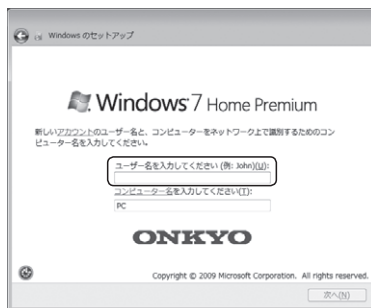 Windows のセットアップ
Windows 7 Home Premium
新しいアカウントのユーザー名と、コンピューターをネットワーク上で識別するためのコン
ピューター名を入力してください。
ユーザー名を入力してください (例: John)(U):
コンピューター名を入力してください(T):
PC
ONKYO
Copyright © 2009 Microsoft Corporation. All rights reserved.
次へ(N)